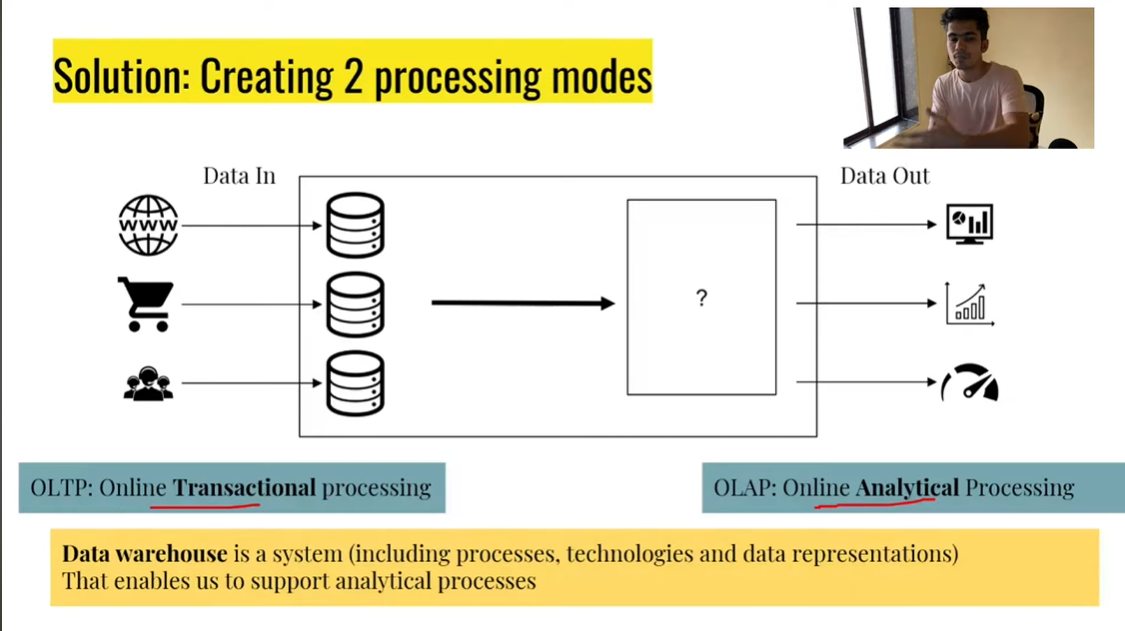 Solution: Creating 2 processing modes
Data In
Data Out
WWW
?
OLTP: Online Transactional processing
OLAP: Online Analytical Processing
Data warehouse is a system (including processes, technologies and data representations)
That enables us to support analytical processes